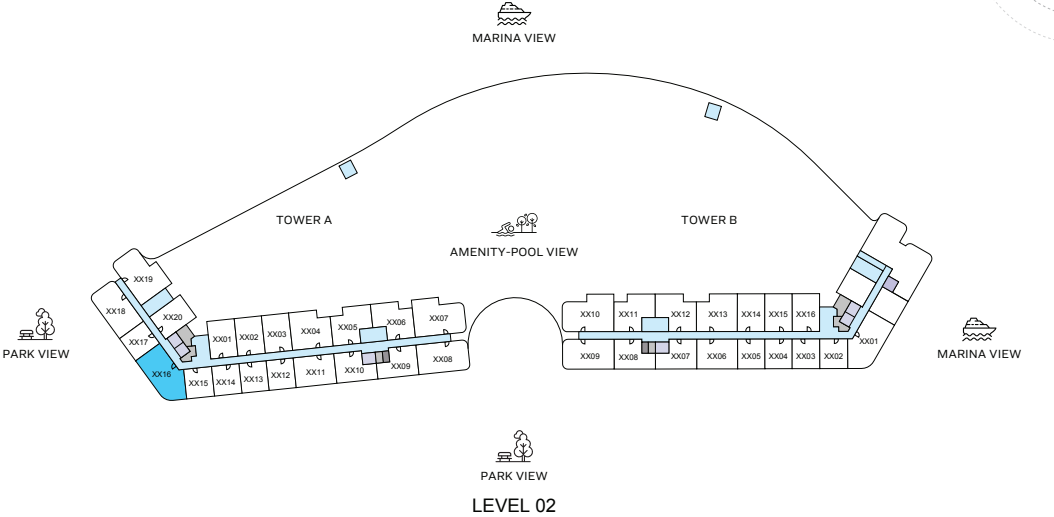 MARINA VIEW
TOWER A
TOWER B
AMENITY-POOL VIEW
XX19
XX18
XX20
XX17
XX16
XX01
XX02
XX03
XX04
XX05
XX06
XX07
XX15
XX14
XX13
XX12
XX11
XX10
XX09
XX08
XX10
XX11
XX12
XX13
XX14
XX15
XX16
XX09
XX08
XX07
XX06
XX05
XX04
XX03
XX02
XX01
PARK VIEW
MARINA VIEW
PARK VIEW
LEVEL 02